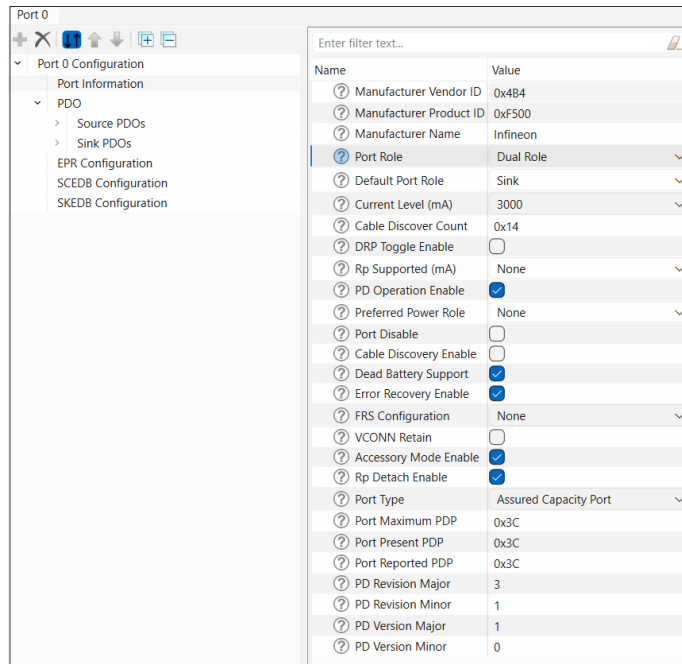 Port 0
Port 0 Configuration
Port Information
PDO
Source PDOs
Sink PDOs
EPR Configuration
SCEDB Configuration
SKEDB Configuration
Enter filter text...
Name Value
Manufacturer Vendor ID 0x4B4
Manufacturer Product ID 0xF500
Manufacturer Name Infineon
Port Role Dual Role
Default Port Role Sink
Current Level (mA) 3000
Cable Discover Count 0x14
DRP Toggle Enable
Rp Supported (mA) None
PD Operation Enable
Preferred Power Role None
Port Disable
Cable Discovery Enable
Dead Battery Support
Error Recovery Enable
FRS Configuration None
VCONN Retain
Accessory Mode Enable
Rp Detach Enable
Port Type Assured Capacity Port
Port Maximum PDP 0x3C
Port Present PDP 0x3C
Port Reported PDP 0x3C
PD Revision Major 3
PD Revision Minor 1
PD Version Major 1
PD Version Minor 0